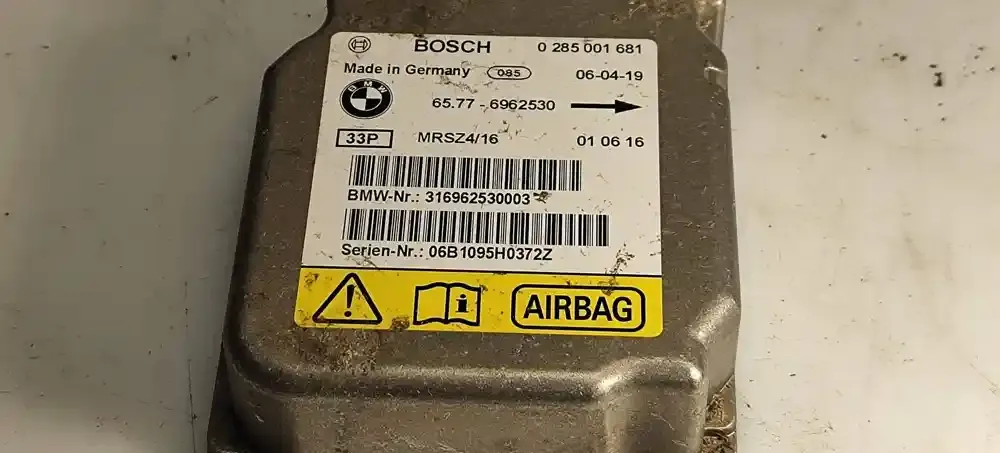 BOSCH 0 285 001 681
Made in Germany 085 06-04-19
BMW
65.77 - 6962530
33P MRSZ4/16 01 06 16
BMW-Nr.: 316962530003
Serien-Nr.: 06B1095H0372Z
! i AIRBAG